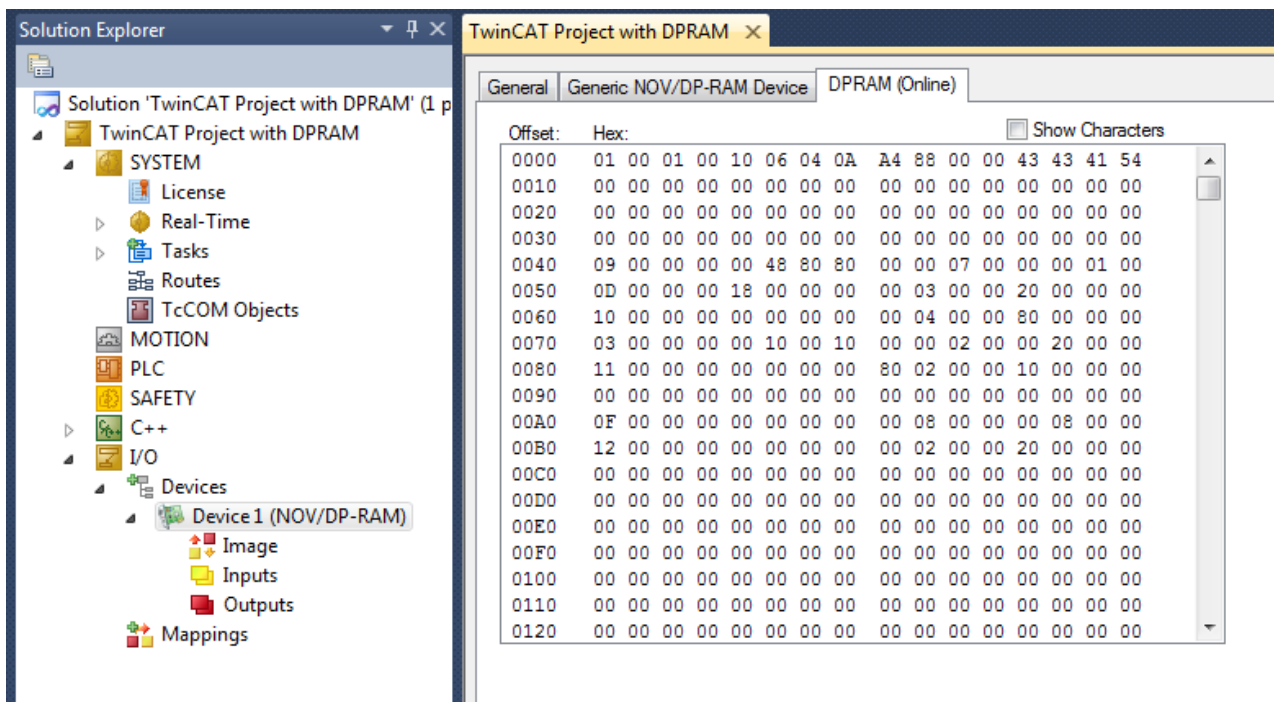 Solution Explorer
Solution 'TwinCAT Project with DPRAM' (1 p
TwinCAT Project with DPRAM
SYSTEM
License
Real-Time
Tasks
Routes
TcCOM Objects
MOTION
PLC
SAFETY
C++
I/O
Devices
Device 1 (NOV/DP-RAM)
Image
Inputs
Outputs
Mappings
TwinCAT Project with DPRAM
General Generic NOV/DP-RAM Device DPRAM (Online)
Offset: Hex: Show Characters
0000 01 00 01 00 10 06 04 0A A4 88 00 00 43 43 41 54
0010 00 00 00 00 00 00 00 00 00 00 00 00 00 00 00 00
0020 00 00 00 00 00 00 00 00 00 00 00 00 00 00 00 00
0030 00 00 00 00 00 00 00 00 00 00 00 00 00 00 00 00
0040 09 00 00 00 00 48 80 80 00 00 07 00 00 00 01 00
0050 0D 00 00 00 18 00 00 00 00 03 00 00 20 00 00 00
0060 10 00 00 00 00 00 00 00 00 04 00 00 80 00 00 00
0070 03 00 00 00 00 10 00 10 00 00 02 00 00 20 00 00
0080 11 00 00 00 00 00 00 00 80 02 00 00 10 00 00 00
0090 00 00 00 00 00 00 00 00 00 00 00 00 00 00 00 00
00A0 0F 00 00 00 00 00 00 00 00 08 00 00 00 08 00 00
00B0 12 00 00 00 00 00 00 00 00 02 00 00 20 00 00 00
00C0 00 00 00 00 00 00 00 00 00 00 00 00 00 00 00 00
00D0 00 00 00 00 00 00 00 00 00 00 00 00 00 00 00 00
00E0 00 00 00 00 00 00 00 00 00 00 00 00 00 00 00 00
00F0 00 00 00 00 00 00 00 00 00 00 00 00 00 00 00 00
0100 00 00 00 00 00 00 00 00 00 00 00 00 00 00 00 00
0110 00 00 00 00 00 00 00 00 00 00 00 00 00 00 00 00
0120 00 00 00 00 00 00 00 00 00 00 00 00 00 00 00 00